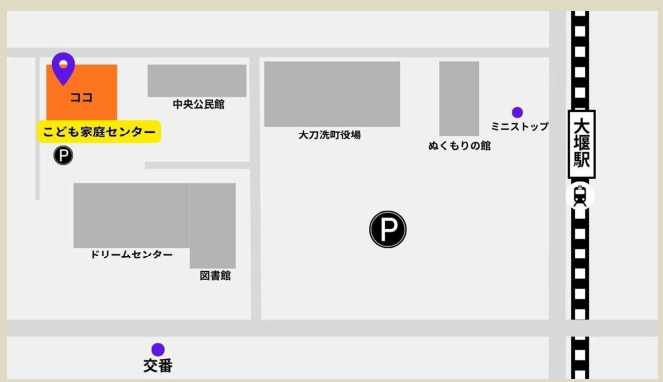 ココ
こども家庭センター
P
中央公民館
大刀洗町役場
ぬくもりの館
ミニストップ
大堰駅
ドリームセンター
図書館
P
交番